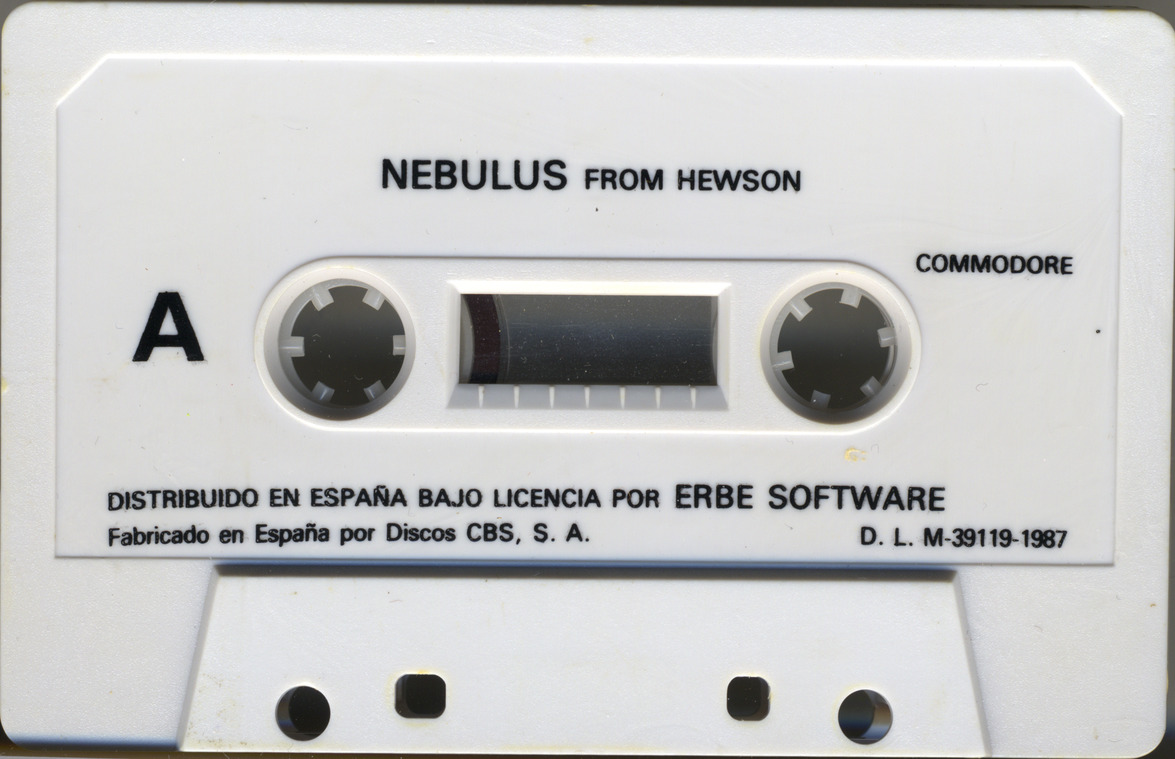 NEBULUS FROM HEWSON
COMMODORE
A
DISTRIBUIDO EN ESPAÑA BAJO LICENCIA POR ERBE SOFTWARE
Fabricado en España por Discos CBS, S. A. D. L. M-39119-1987